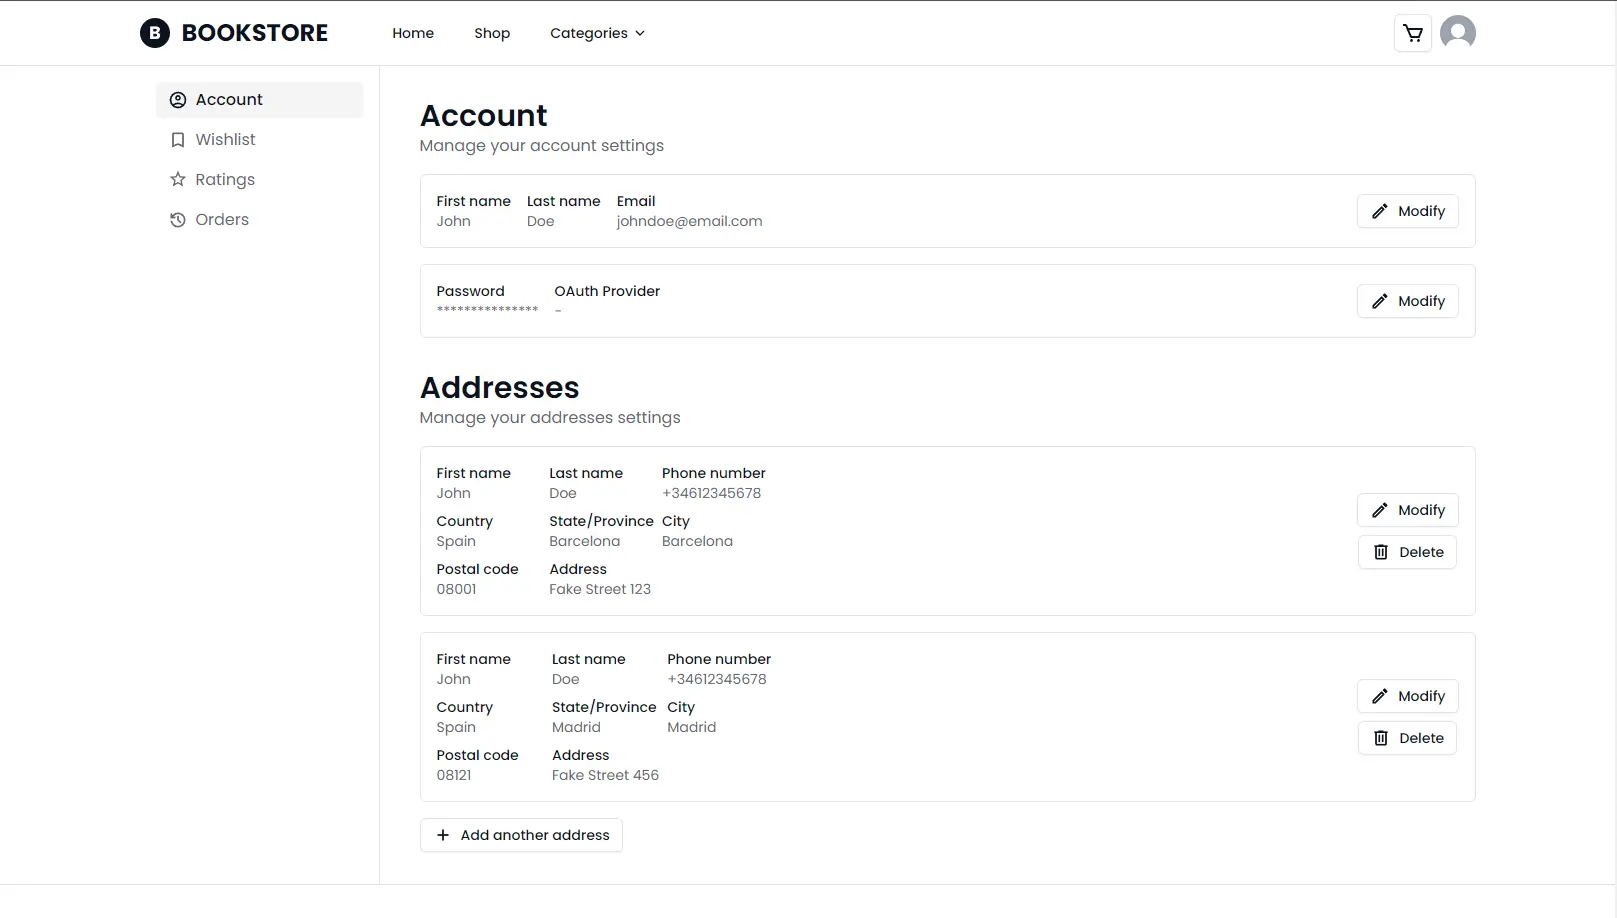 B BOOKSTORE Home Shop Categories
Account
Wishlist
Ratings
Orders
Account
Manage your account settings
First name Last name Email
John Doe johndoe@email.com
Modify
Password OAuth Provider
*************** -
Modify
Addresses
Manage your addresses settings
First name Last name Phone number
John Doe +34612345678
Country State/Province City
Spain Barcelona Barcelona
Postal code Address
08001 Fake Street 123
Modify
Delete
First name Last name Phone number
John Doe +34612345678
Country State/Province City
Spain Madrid Madrid
Postal code Address
08121 Fake Street 456
Modify
Delete
Add another address